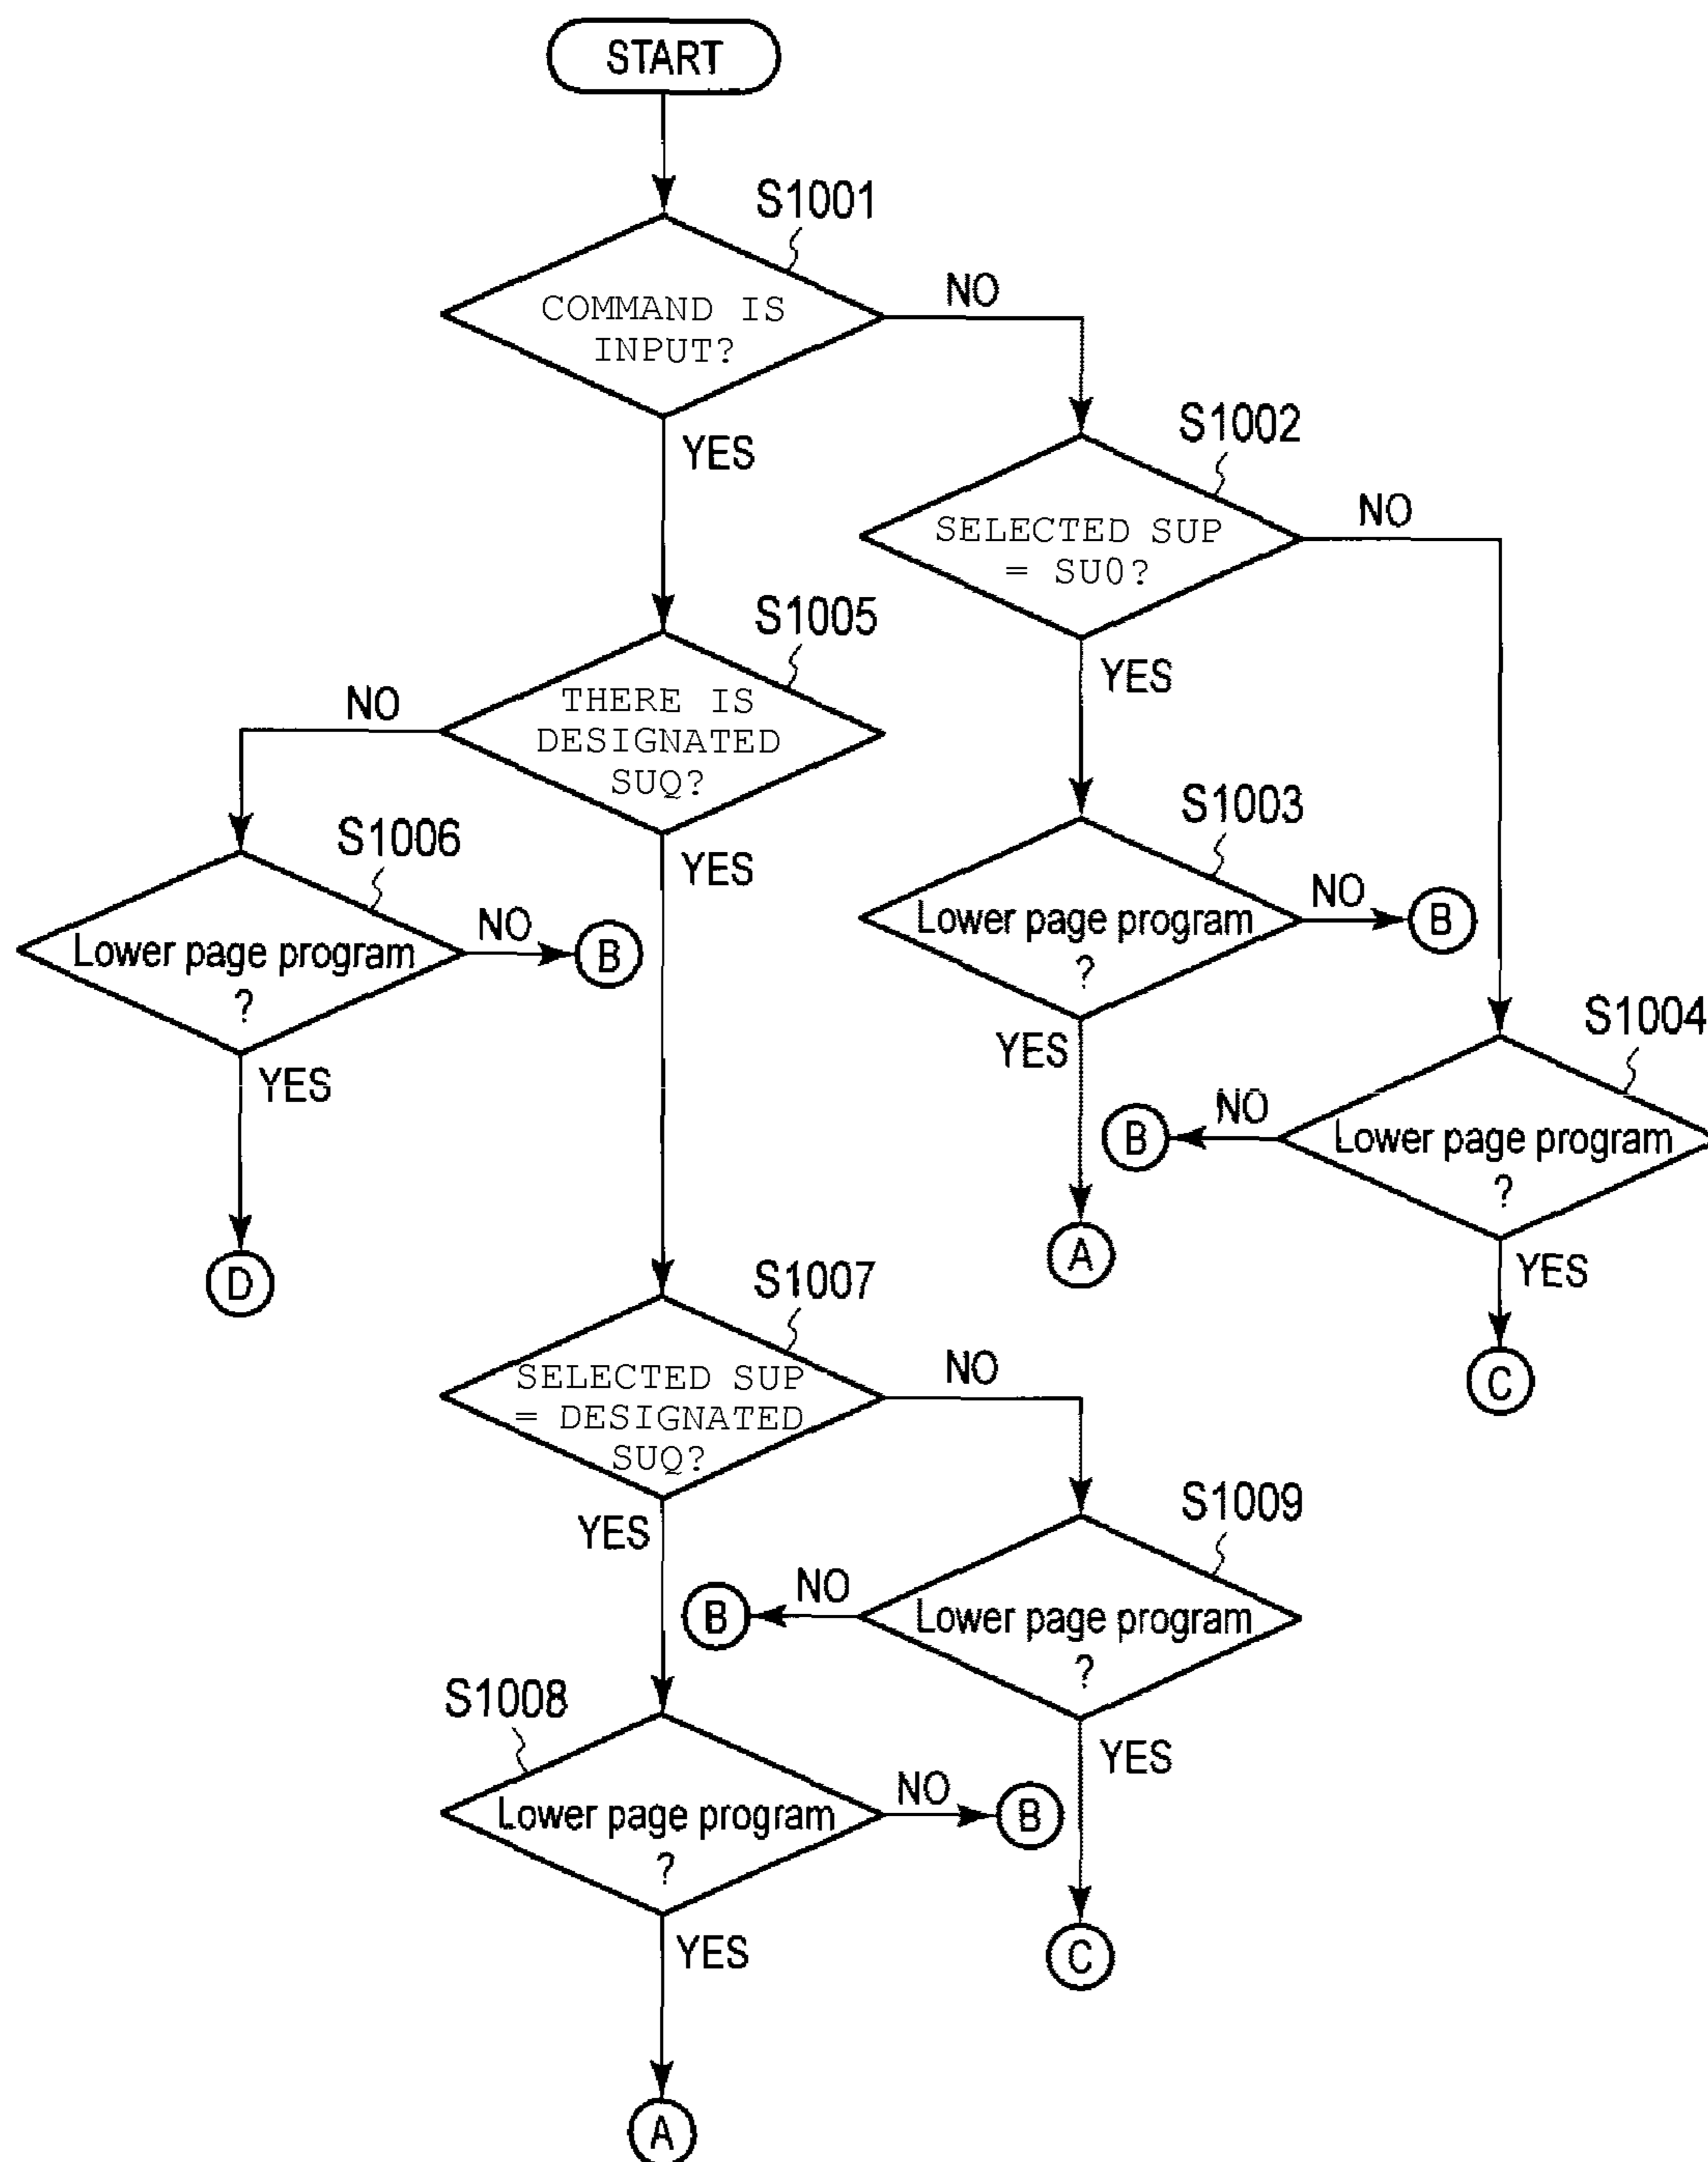 START
S1001
COMMAND IS
INPUT?
NO
YES
S1002
SELECTED SUP
= SU0?
NO
YES
S1005
THERE IS
DESIGNATED
SUQ?
NO
YES
S1003
Lower page program
?
NO
B
YES
A
S1006
Lower page program
?
NO
B
YES
D
S1004
Lower page program
?
NO
B
YES
C
S1007
SELECTED SUP
= DESIGNATED
SUQ?
NO
YES
S1009
Lower page program
?
NO
B
YES
C
S1008
Lower page program
?
NO
B
YES
A